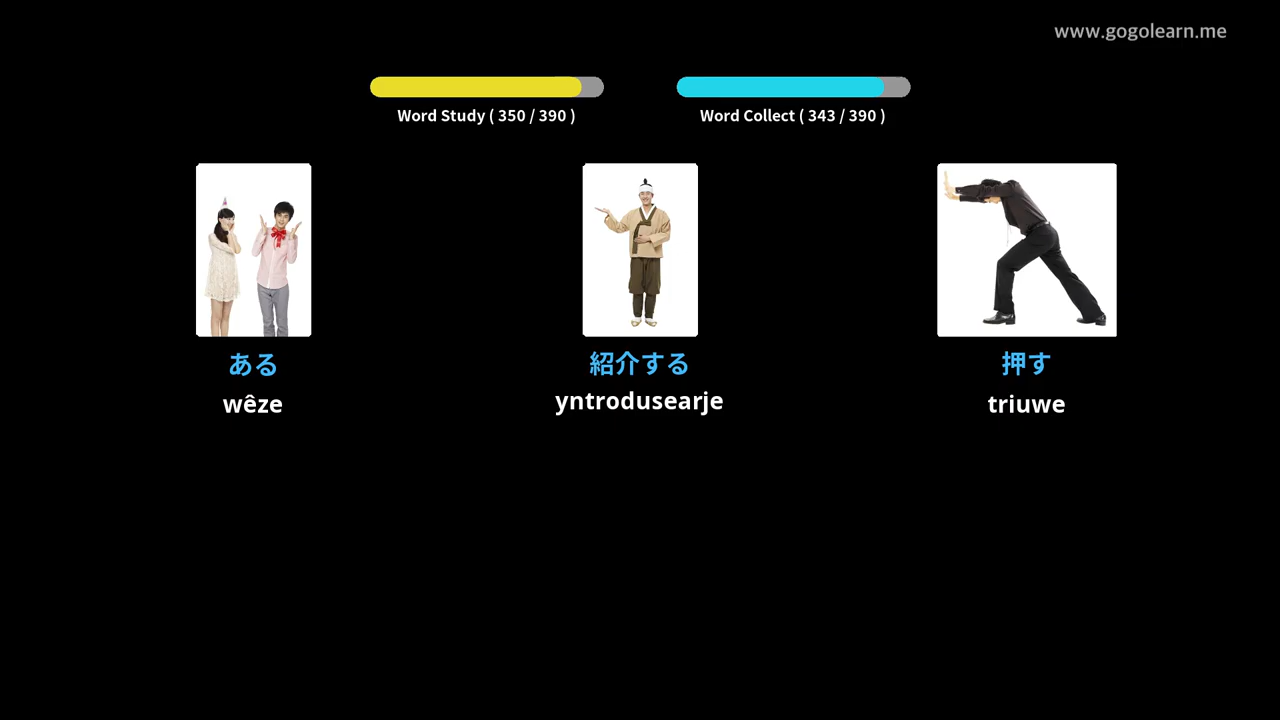 www.gogolearn.me
Word Study ( 350 / 390 )
Word Collect ( 343 / 390 )
ある
紹介する
押す
wêze
yntrodusearje
triuwe